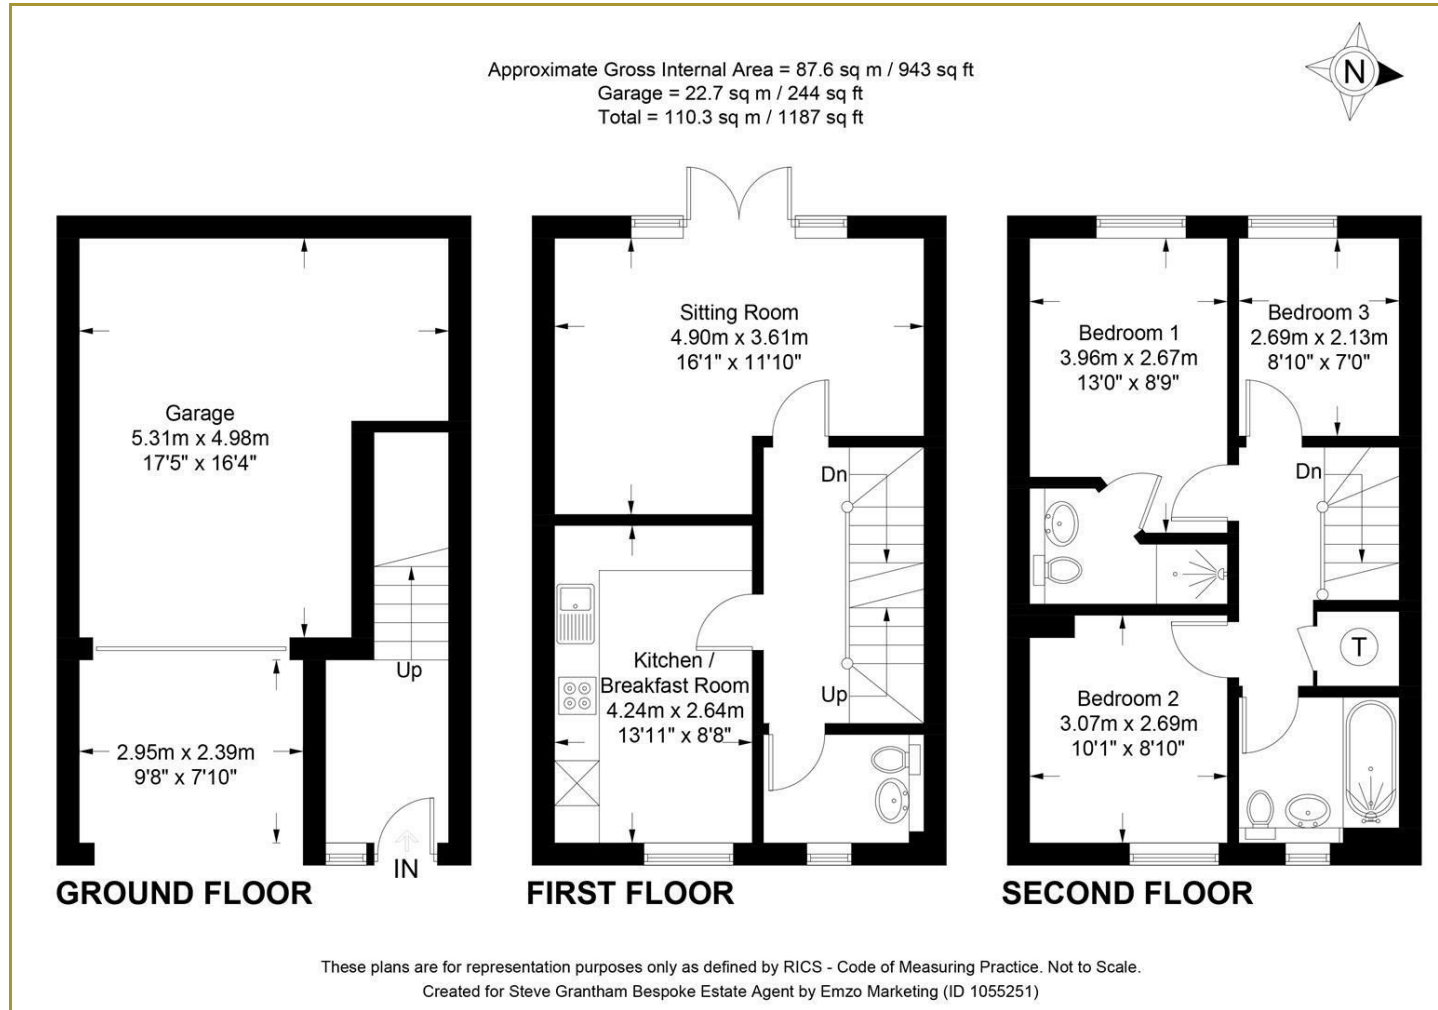 N
Approximate Gross Internal Area = 87.6 sq m / 943 sq ft
Garage = 22.7 sq m / 244 sq ft
Total = 110.3 sq m / 1187 sq ft
Garage
5.31m x 4.98m
17'5" x 16'4"
Up
2.95m x 2.39m
9'8" x 7'10"
IN
GROUND FLOOR
Sitting Room
4.90m x 3.61m
16'1" x 11'10"
Dn
Kitchen /
Breakfast Room
4.24m x 2.64m
13'11" x 8'8"
Up
FIRST FLOOR
Bedroom 1
3.96m x 2.67m
13'0" x 8'9"
Bedroom 3
2.69m x 2.13m
8'10" x 7'0"
Dn
T
Bedroom 2
3.07m x 2.69m
10'1" x 8'10"
SECOND FLOOR
These plans are for representation purposes only as defined by RICS - Code of Measuring Practice. Not to Scale.
Created for Steve Grantham Bespoke Estate Agent by Emzo Marketing (ID 1055251)